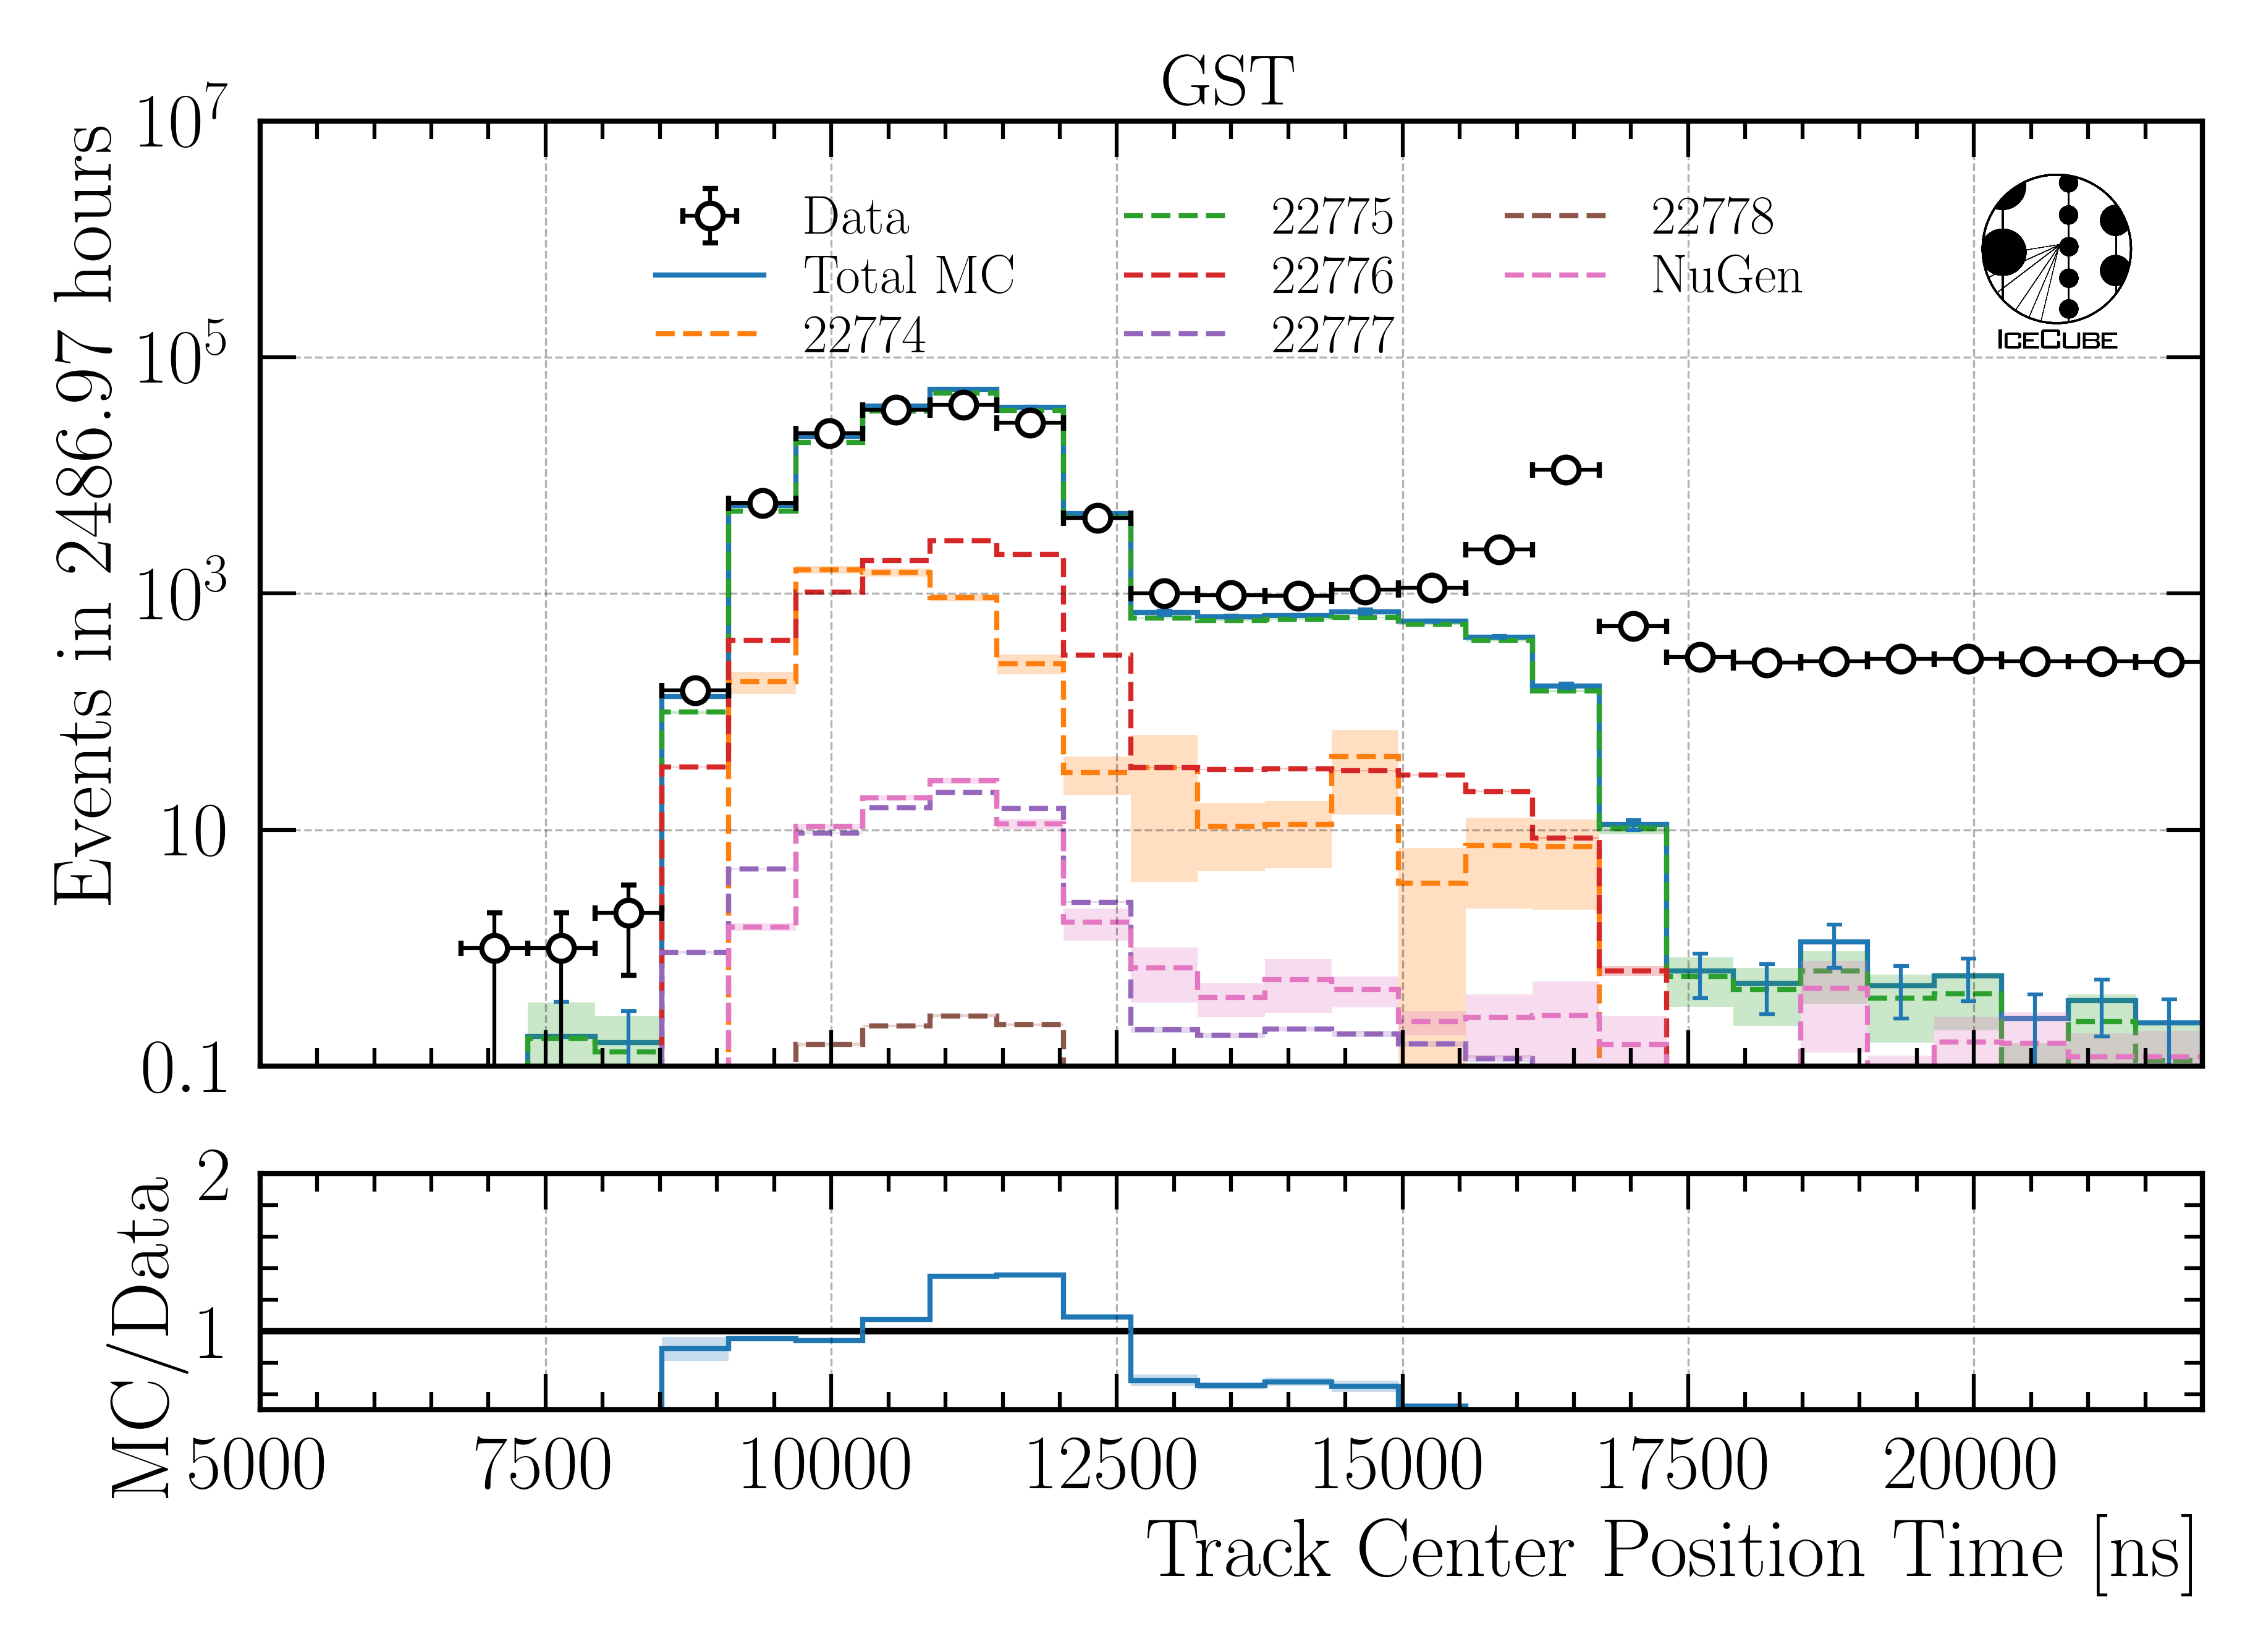 GST
Events in 2486.97 hours
10^7
10^5
10^3
10
0.1
Data
Total MC
22774
22775
22776
22777
22778
NuGen
ICECUBE
MC/Data
2
1
5000 7500 10000 12500 15000 17500 20000
Track Center Position Time [ns]